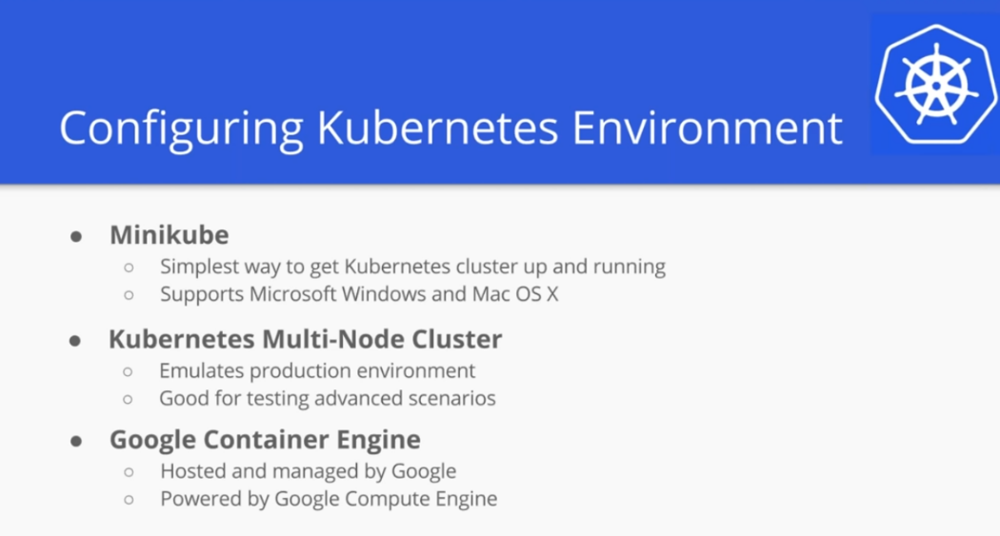 Configuring Kubernetes Environment
● Minikube
○ Simplest way to get Kubernetes cluster up and running
○ Supports Microsoft Windows and Mac OS X
● Kubernetes Multi-Node Cluster
○ Emulates production environment
○ Good for testing advanced scenarios
● Google Container Engine
○ Hosted and managed by Google
○ Powered by Google Compute Engine